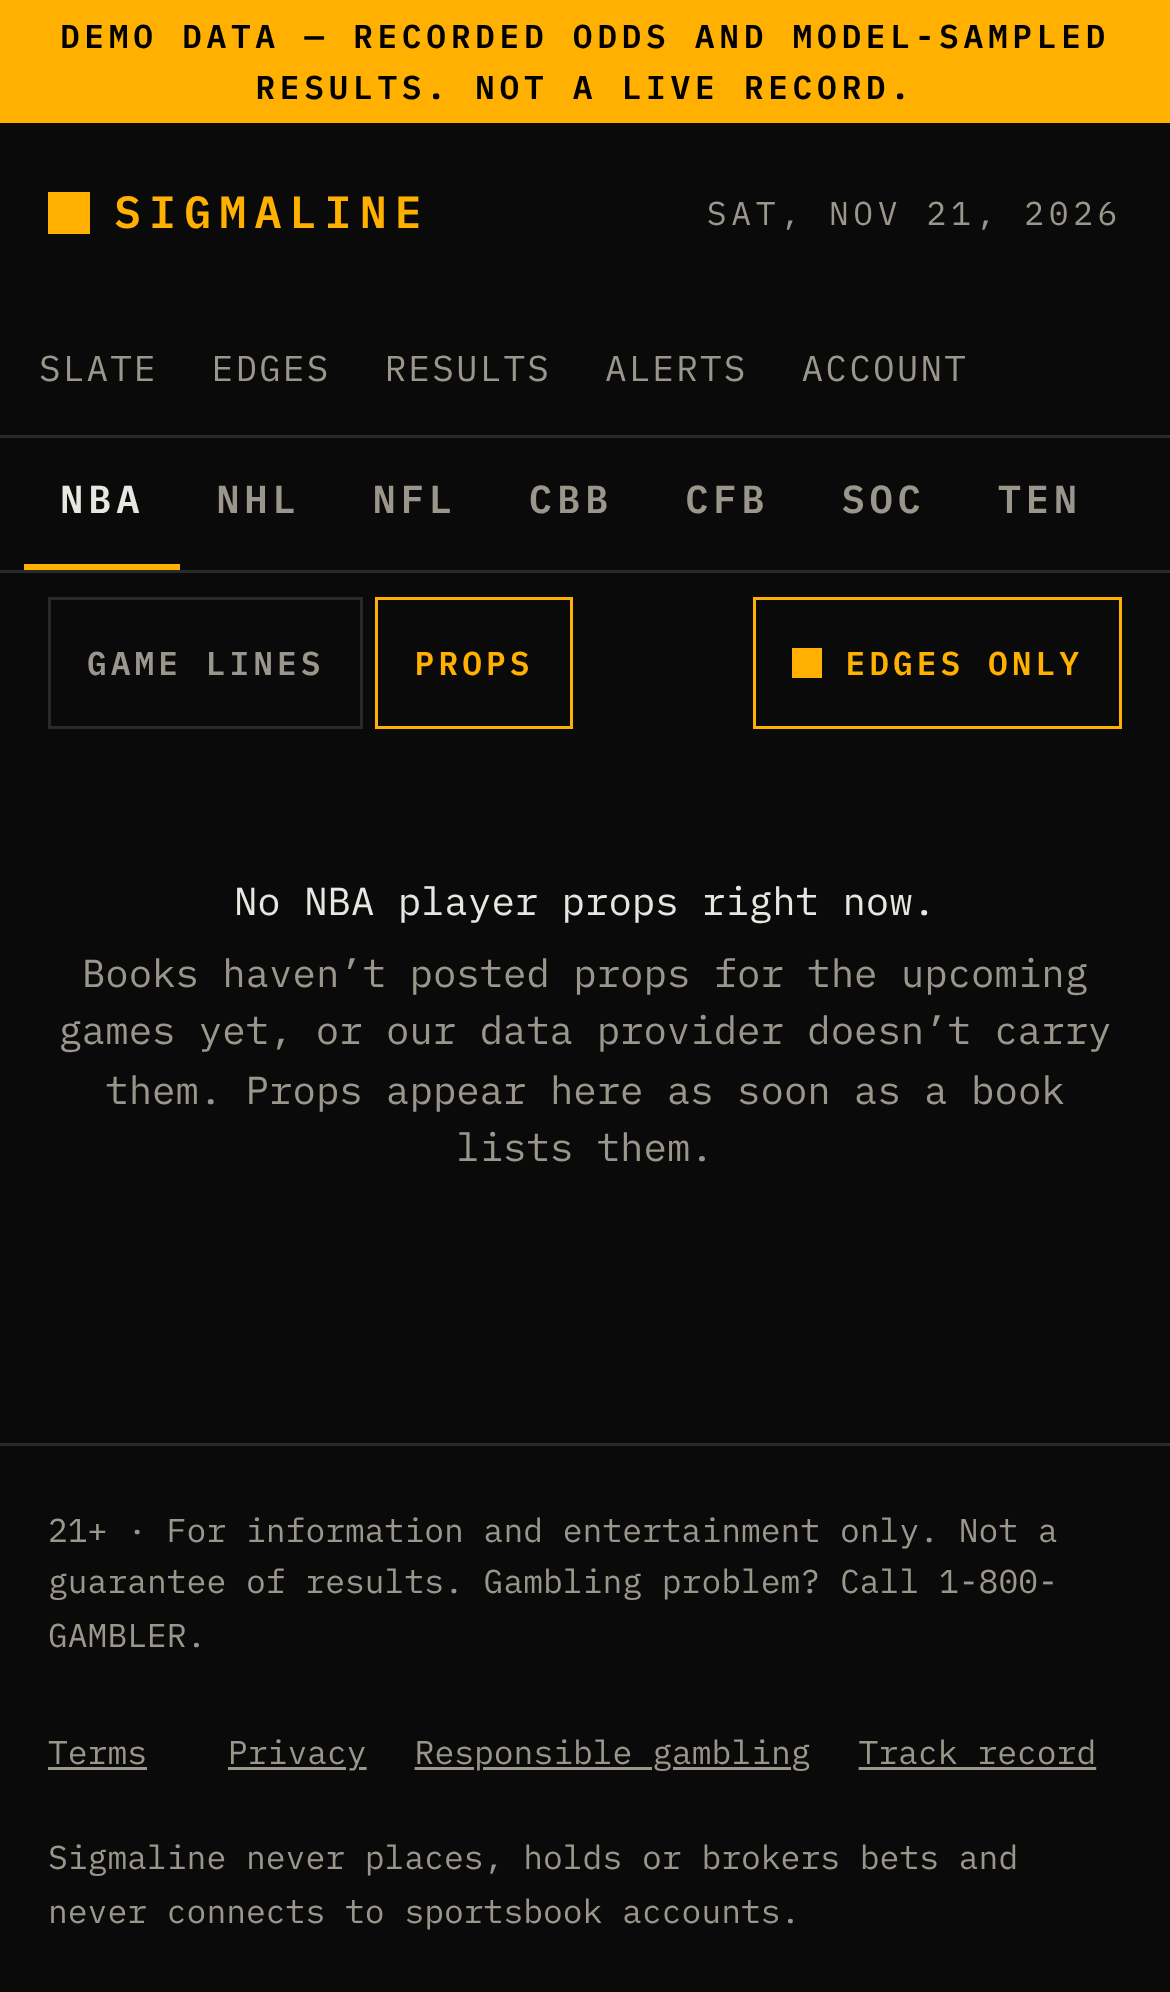 DEMO DATA — RECORDED ODDS AND MODEL-SAMPLED
RESULTS. NOT A LIVE RECORD.
SIGMALINE
SAT, NOV 21, 2026
SLATE EDGES RESULTS ALERTS ACCOUNT
NBA NHL NFL CBB CFB SOC TEN
GAME LINES PROPS EDGES ONLY
No NBA player props right now.
Books haven’t posted props for the upcoming
games yet, or our data provider doesn’t carry
them. Props appear here as soon as a book
lists them.
21+ · For information and entertainment only. Not a
guarantee of results. Gambling problem? Call 1-800-
GAMBLER.
Terms Privacy Responsible gambling Track record
Sigmaline never places, holds or brokers bets and
never connects to sportsbook accounts.